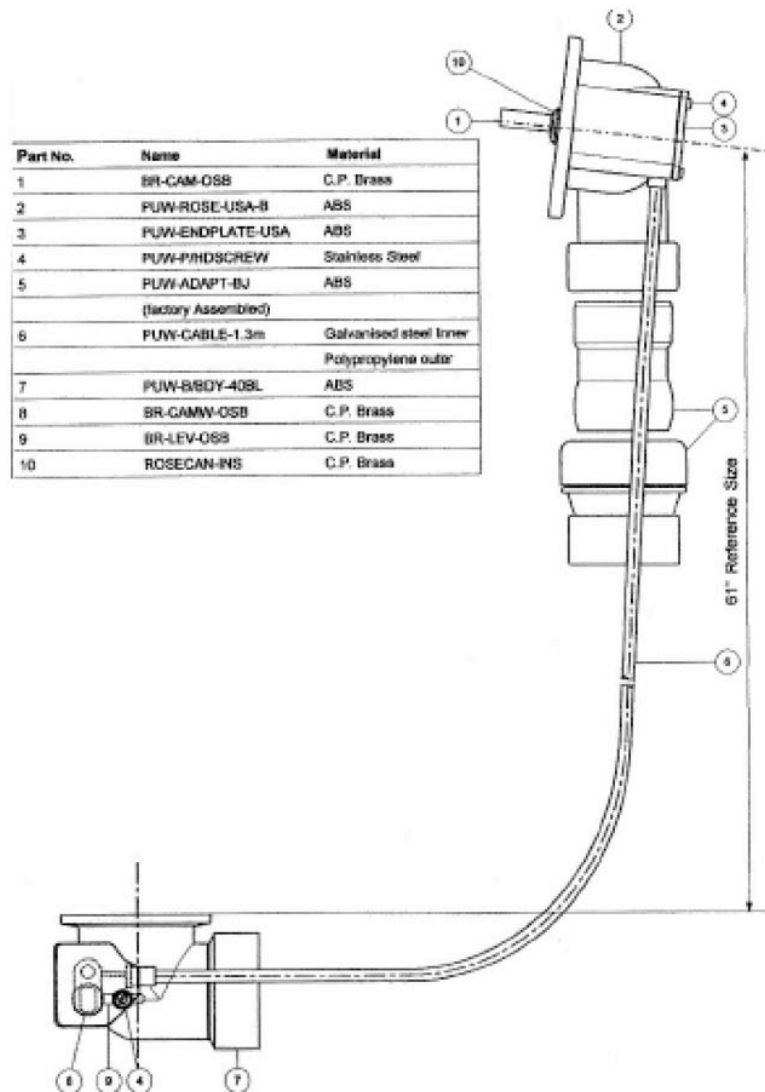 2
10
4
1
3
Part No. Name Material
1 BR-CAM-OSB C.P. Brass
2 PUW-ROSE-USA-B ABS
3 PUW-ENDPLATE-USA ABS
4 PUW-P/HDSCREW Stainless Steel
5 PUW-ADAPT-BJ ABS
(factory Assembled)
6 PUW-CABLE-1.3m Galvanised steel Inner
Polypropylene outer
7 PUW-B/BDY-40BL ABS
8 BR-CAMW-OSB C.P. Brass
9 BR-LEV-OSB C.P. Brass
10 ROSECAN-INS C.P. Brass
5
61" Reference Size
6
8 9 4 7